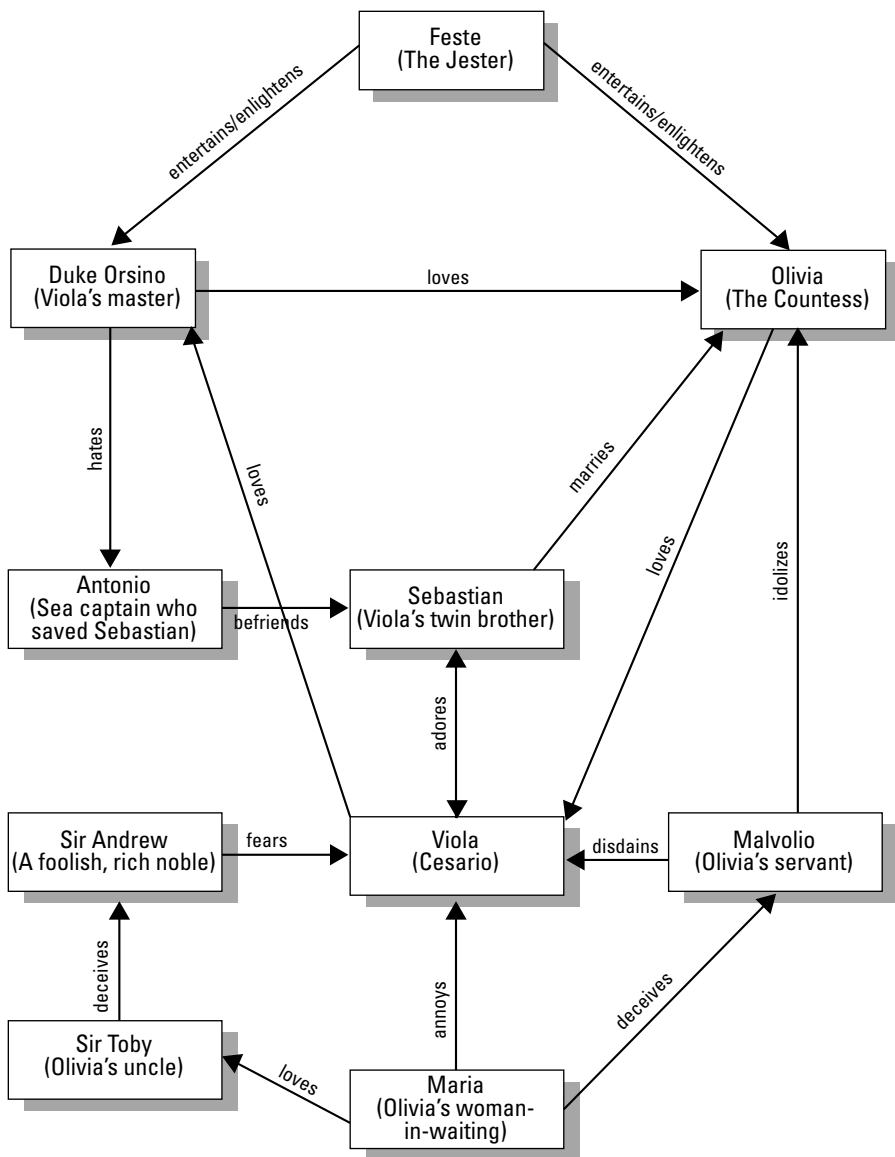 Feste
(The Jester)
entertains/enlightens
entertains/enlightens
Duke Orsino
(Viola's master)
loves
Olivia
(The Countess)
hates
loves
marries
loves
idolizes
Antonio
(Sea captain who
saved Sebastian)
befriends
Sebastian
(Viola's twin brother)
adores
Sir Andrew
(A foolish, rich noble)
fears
Viola
(Cesario)
disdains
Malvolio
(Olivia's servant)
deceives
annoys
deceives
Sir Toby
(Olivia's uncle)
loves
Maria
(Olivia's woman-
in-waiting)